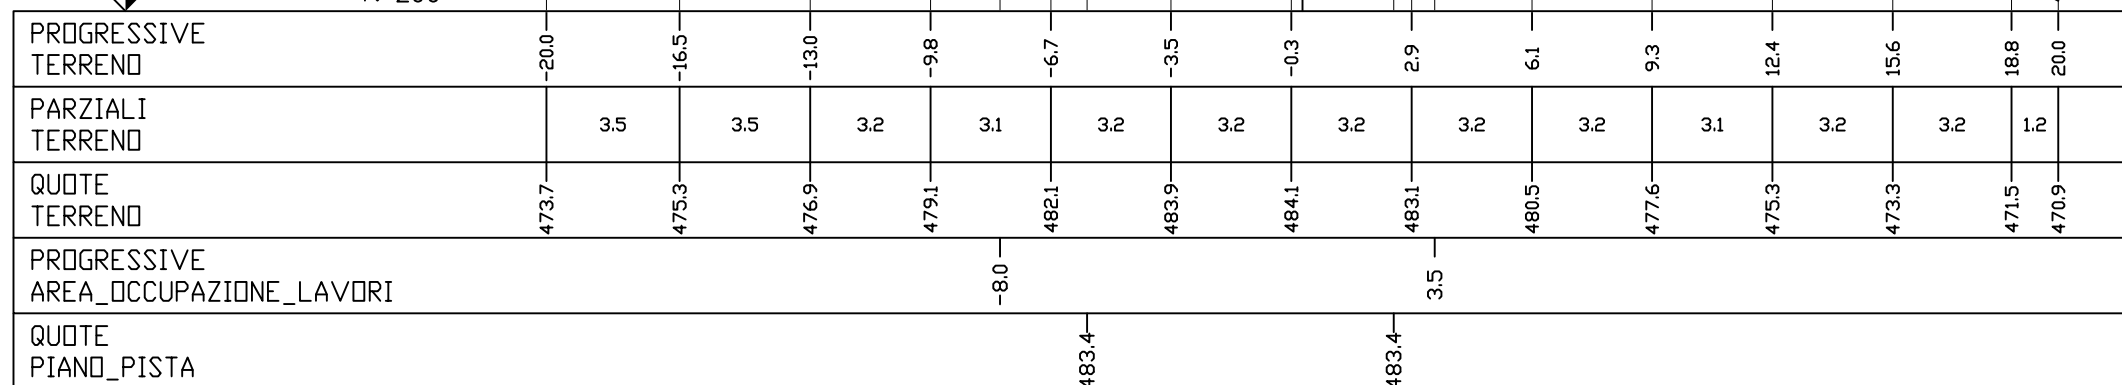 PROGRESSIVE
TERRENO
-20.0 -16.5 -13.0 -9.8 -6.7 -3.5 -0.3 2.9 6.1 9.3 12.4 15.6 18.8 20.0
PARZIALI
TERRENO
3.5 3.5 3.2 3.1 3.2 3.2 3.2 3.2 3.2 3.1 3.2 3.2 1.2
QUOTE
TERRENO
473.7 475.3 476.9 479.1 482.1 483.9 484.1 483.1 480.5 477.6 475.3 473.3 471.5 470.9
PROGRESSIVE
AREA_OCCUPAZIONE_LAVORI
-8.0 3.5
QUOTE
PIANO_PISTA
483.4 483.4